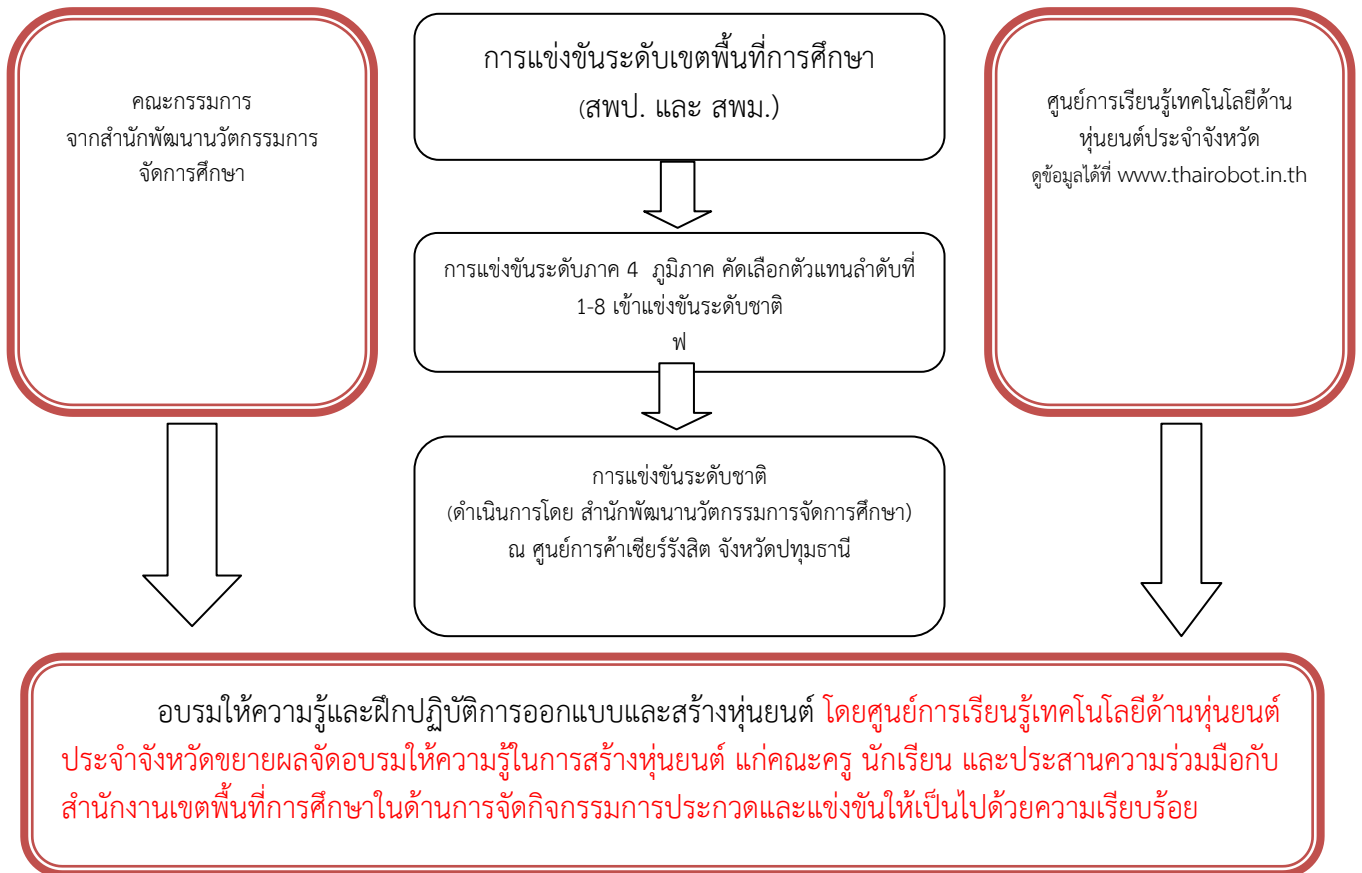 คณะกรรมการ
จากสำนักพัฒนานวัตกรรมการ
จัดการศึกษา
การแข่งขันระดับเขตพื้นที่การศึกษา
(สพป. และ สพม.)
ศูนย์การเรียนรู้เทคโนโลยีด้าน
หุ่นยนต์ประจำจังหวัด
ดูข้อมูลได้ที่ www.thairobot.in.th
การแข่งขันระดับภาค 4 ภูมิภาค คัดเลือกตัวแทนลำดับที่
1-8 เข้าแข่งขันระดับชาติ
ฬ
การแข่งขันระดับชาติ
(ดำเนินการโดย สำนักพัฒนานวัตกรรมการจัดการศึกษา)
ณ ศูนย์การค้าเซียร์รังสิต จังหวัดปทุมธานี
อบรมให้ความรู้และฝึกปฏิบัติการออกแบบและสร้างหุ่นยนต์ โดยศูนย์การเรียนรู้เทคโนโลยีด้านหุ่นยนต์
ประจำจังหวัดขยายผลจัดอบรมให้ความรู้ในการสร้างหุ่นยนต์ แก่คณะครู นักเรียน และประสานความร่วมมือกับ
สำนักงานเขตพื้นที่การศึกษาในด้านการจัดกิจกรรมการประกวดและแข่งขันให้เป็นไปด้วยความเรียบร้อย